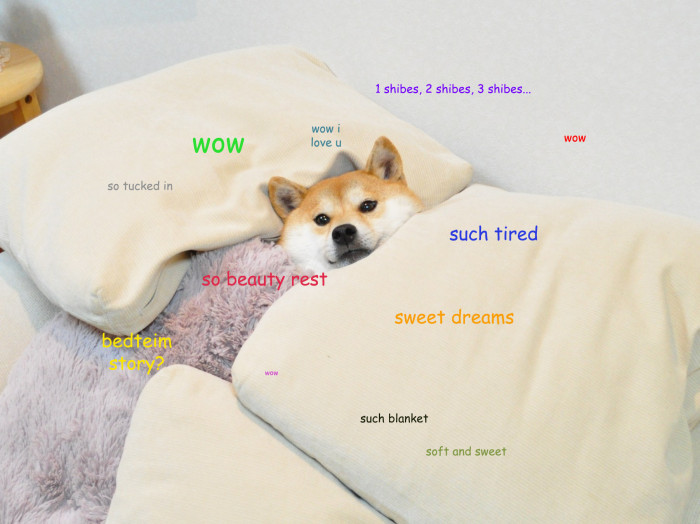 1 shibes, 2 shibes, 3 shibes...
wow i
love u
wow
wow
so tucked in
such tired
so beauty rest
sweet dreams
bedteim
story?
wow
such blanket
soft and sweet